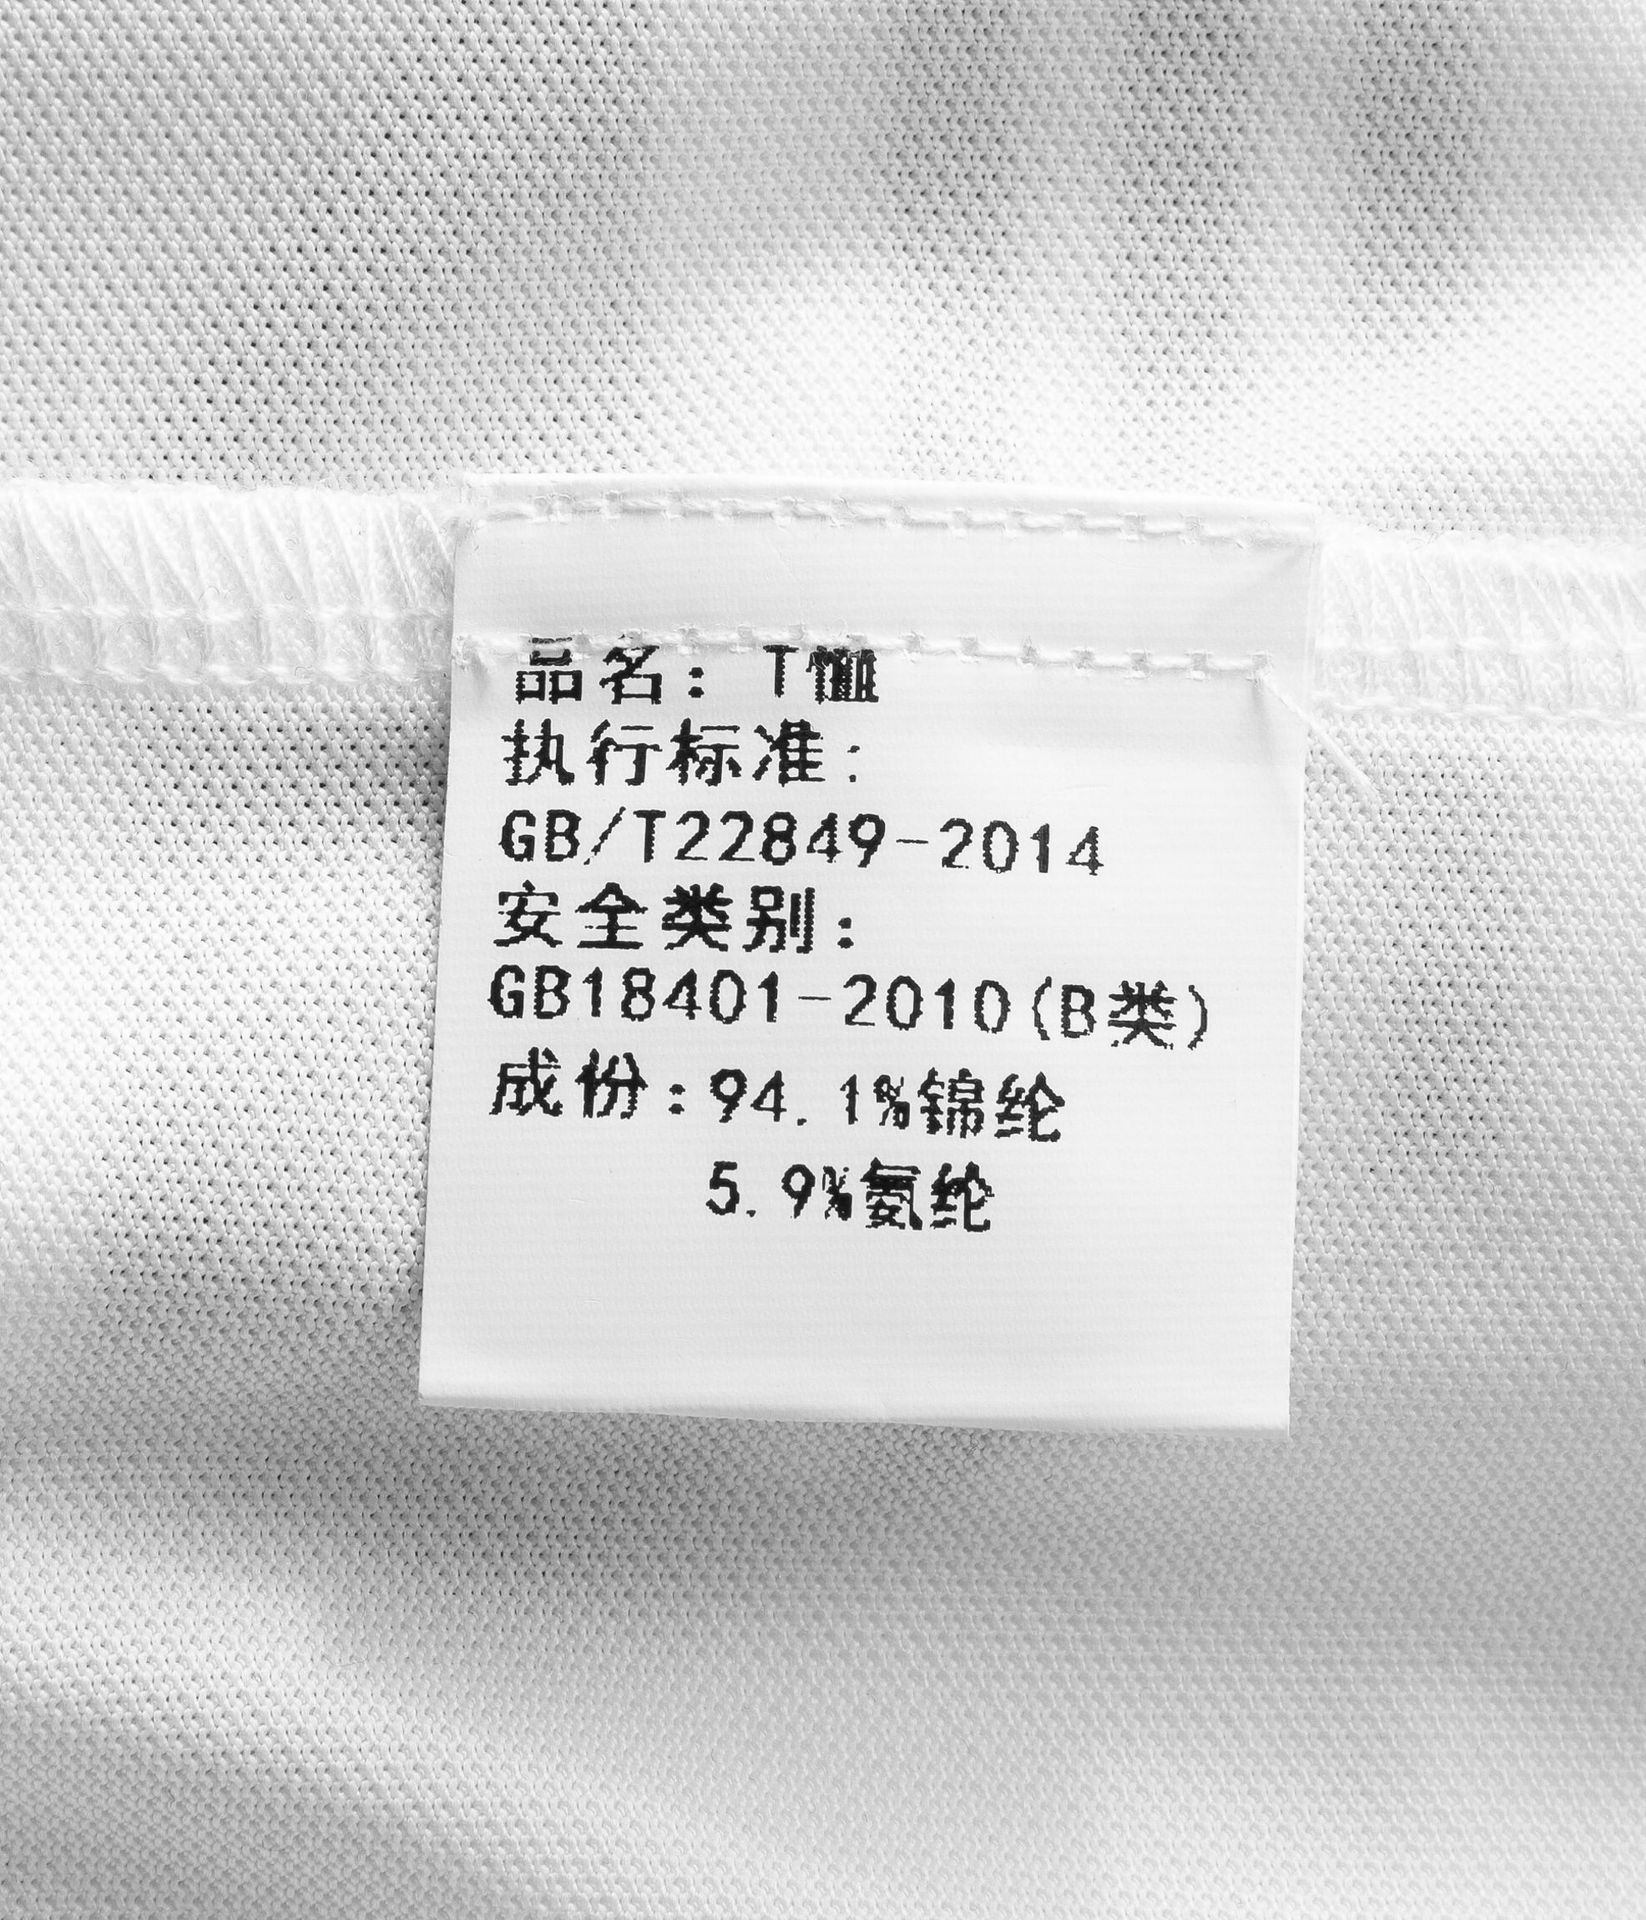 品名: T恤
执行标准:
GB/T22849-2014
安全类别:
GB18401-2010(B类)
成份:94.1%锦纶
5.9%氨纶